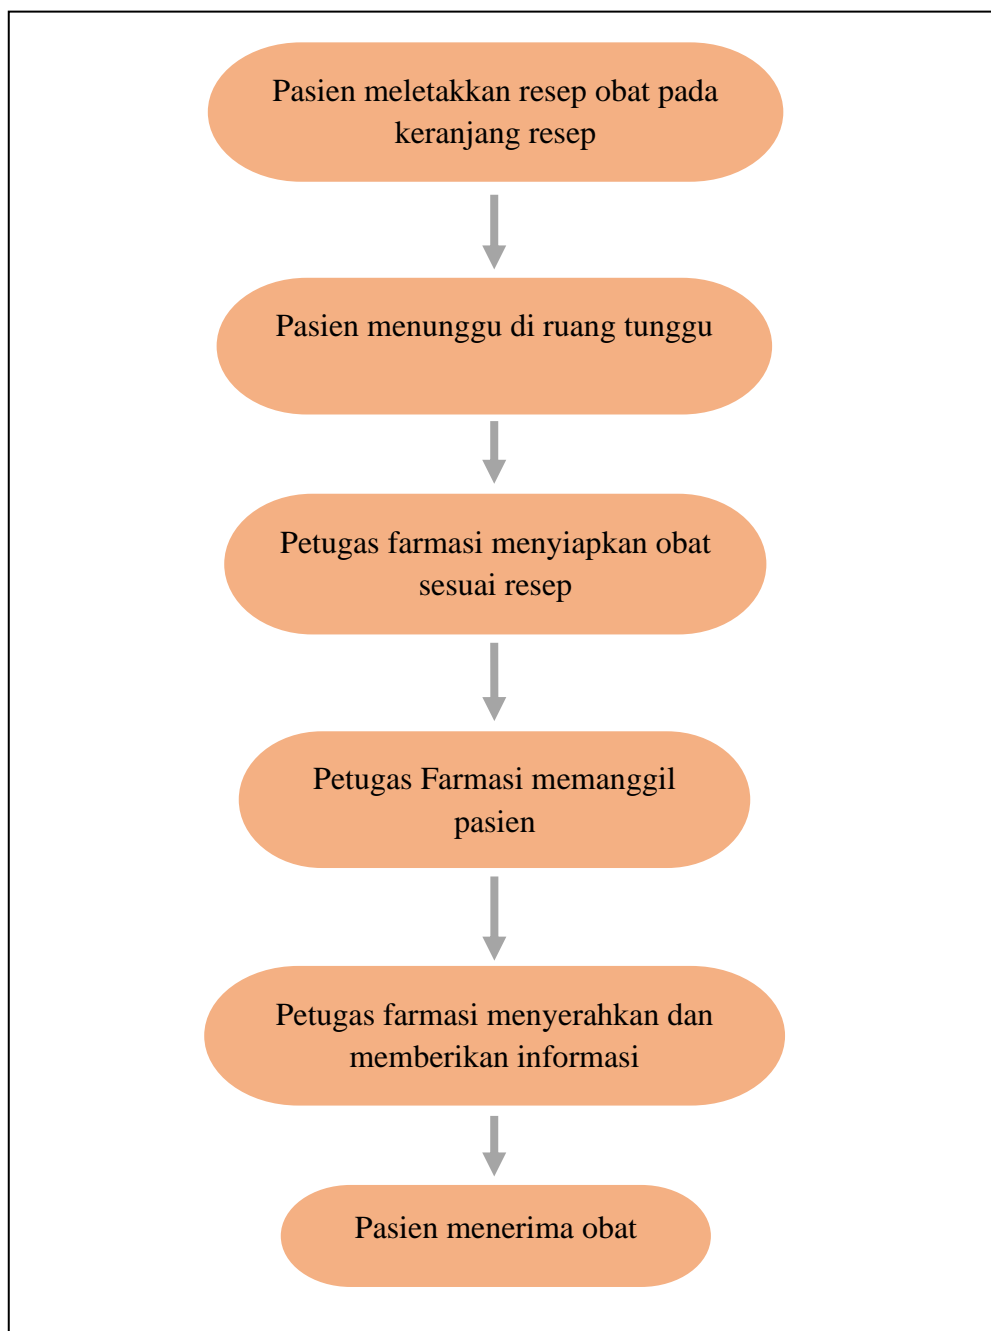 Pasien meletakkan resep obat pada
keranjang resep
Pasien menunggu di ruang tunggu
Petugas farmasi menyiapkan obat
sesuai resep
Petugas Farmasi memanggil
pasien
Petugas farmasi menyerahkan dan
memberikan informasi
Pasien menerima obat